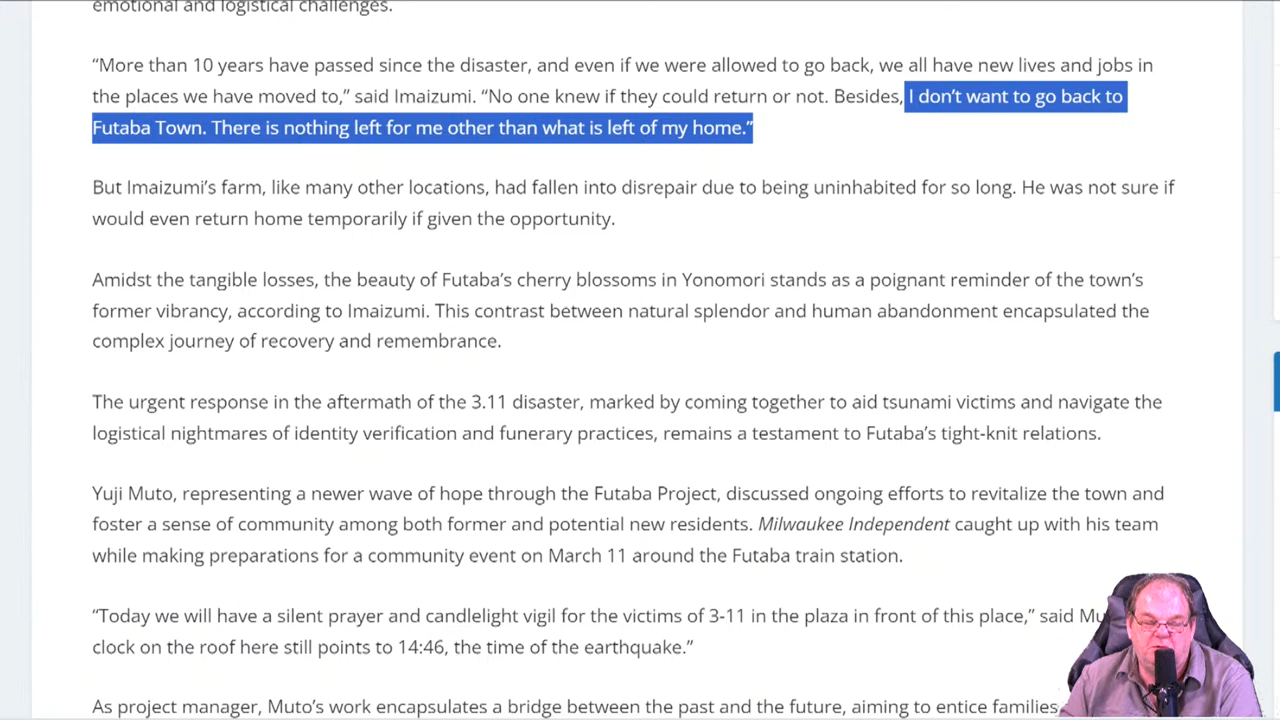 emotional and logistical challenges.
“More than 10 years have passed since the disaster, and even if we were allowed to go back, we all have new lives and jobs in
the places we have moved to,” said Imaizumi. “No one knew if they could return or not. Besides, I don’t want to go back to
Futaba Town. There is nothing left for me other than what is left of my home.”
But Imaizumi’s farm, like many other locations, had fallen into disrepair due to being uninhabited for so long. He was not sure if
would even return home temporarily if given the opportunity.
Amidst the tangible losses, the beauty of Futaba’s cherry blossoms in Yonomori stands as a poignant reminder of the town’s
former vibrancy, according to Imaizumi. This contrast between natural splendor and human abandonment encapsulated the
complex journey of recovery and remembrance.
The urgent response in the aftermath of the 3.11 disaster, marked by coming together to aid tsunami victims and navigate the
logistical nightmares of identity verification and funerary practices, remains a testament to Futaba’s tight-knit relations.
Yuji Muto, representing a newer wave of hope through the Futaba Project, discussed ongoing efforts to revitalize the town and
foster a sense of community among both former and potential new residents. Milwaukee Independent caught up with his team
while making preparations for a community event on March 11 around the Futaba train station.
“Today we will have a silent prayer and candlelight vigil for the victims of 3-11 in the plaza in front of this place,” said Mu
clock on the roof here still points to 14:46, the time of the earthquake.”
As project manager, Muto’s work encapsulates a bridge between the past and the future, aiming to entice families